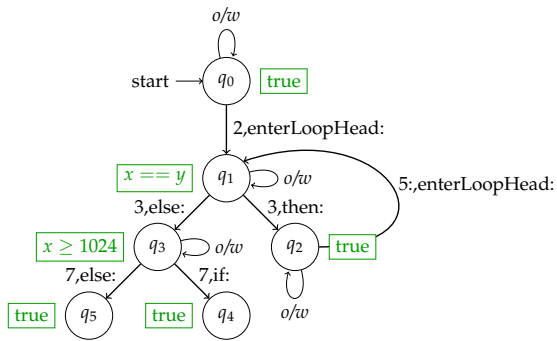 o/w
start
q0
true
2,enterLoopHead:
x == y
q1
o/w
5:,enterLoopHead:
3,else:
3,then:
x ≥ 1024
q3
o/w
q2
true
7,else:
7,if:
o/w
true
q5
true
q4